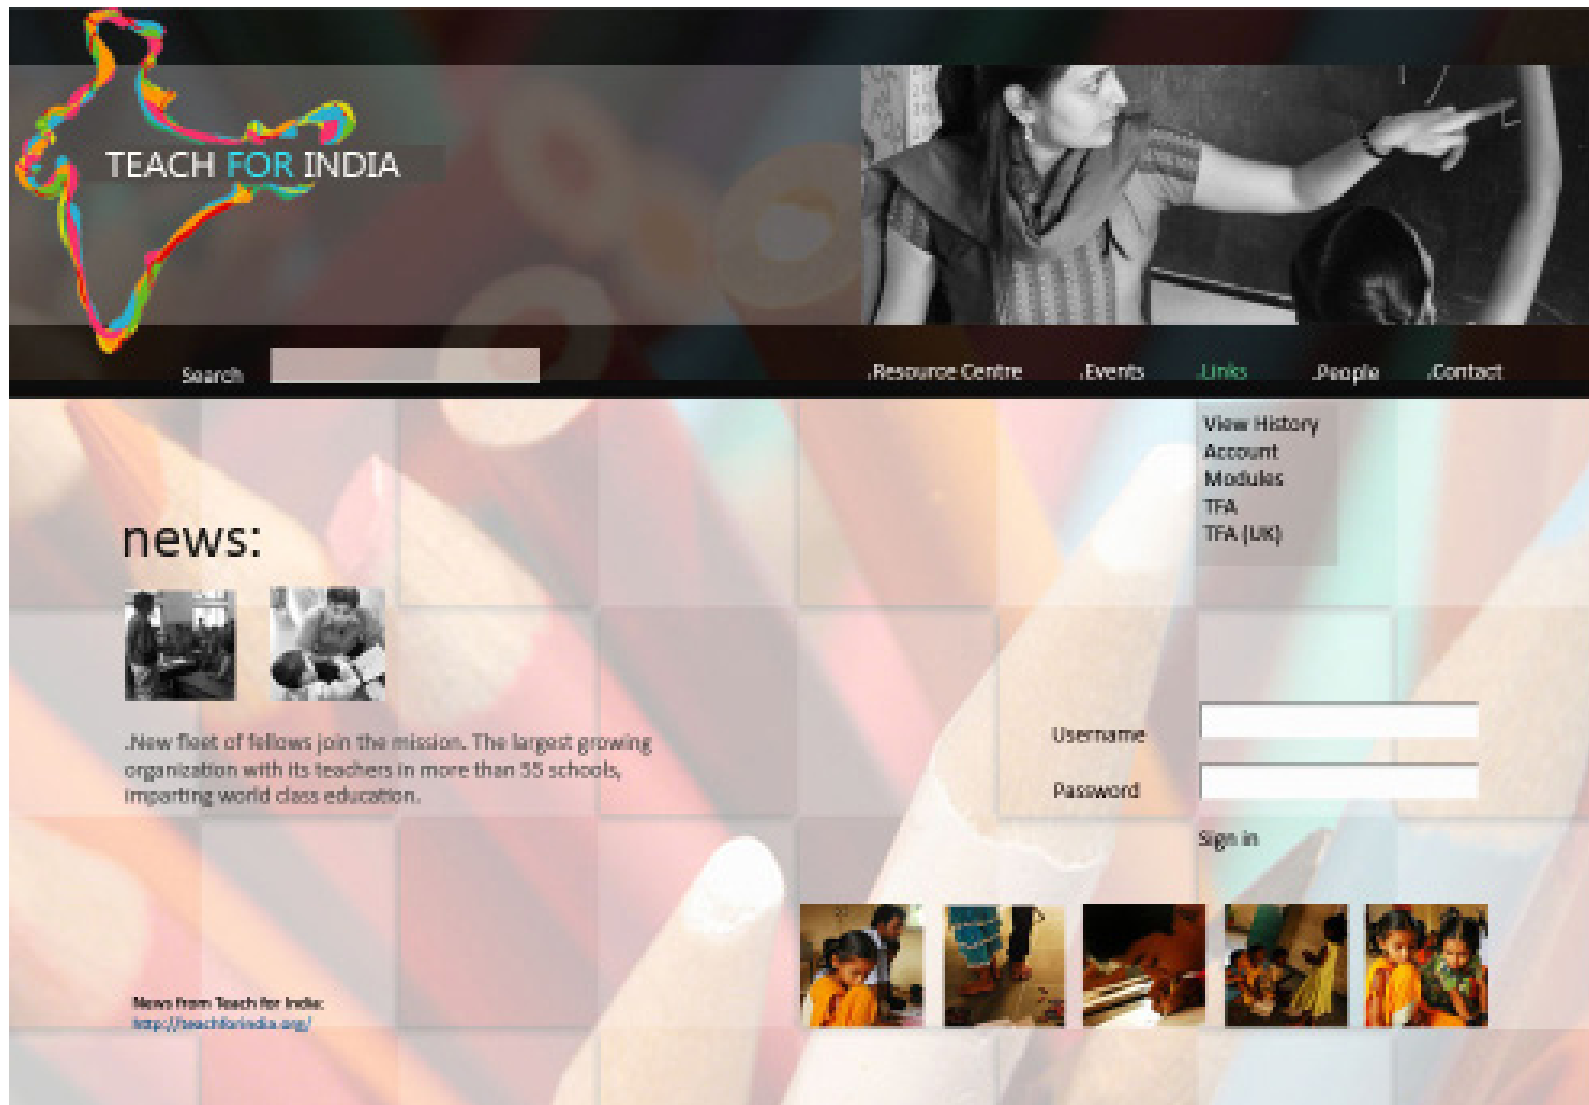 TEACH FOR INDIA
Search
.Resource Centre .Events .Links .People .Contact
View History
Account
Modules
TFA
TFA (UK)
news:
.New fleet of fellows join the mission. The largest growing
organization with its teachers in more than 55 schools,
imparting world class education.
Username
Password
Sign in
News from Teach for India:
http://teachforindia.org/